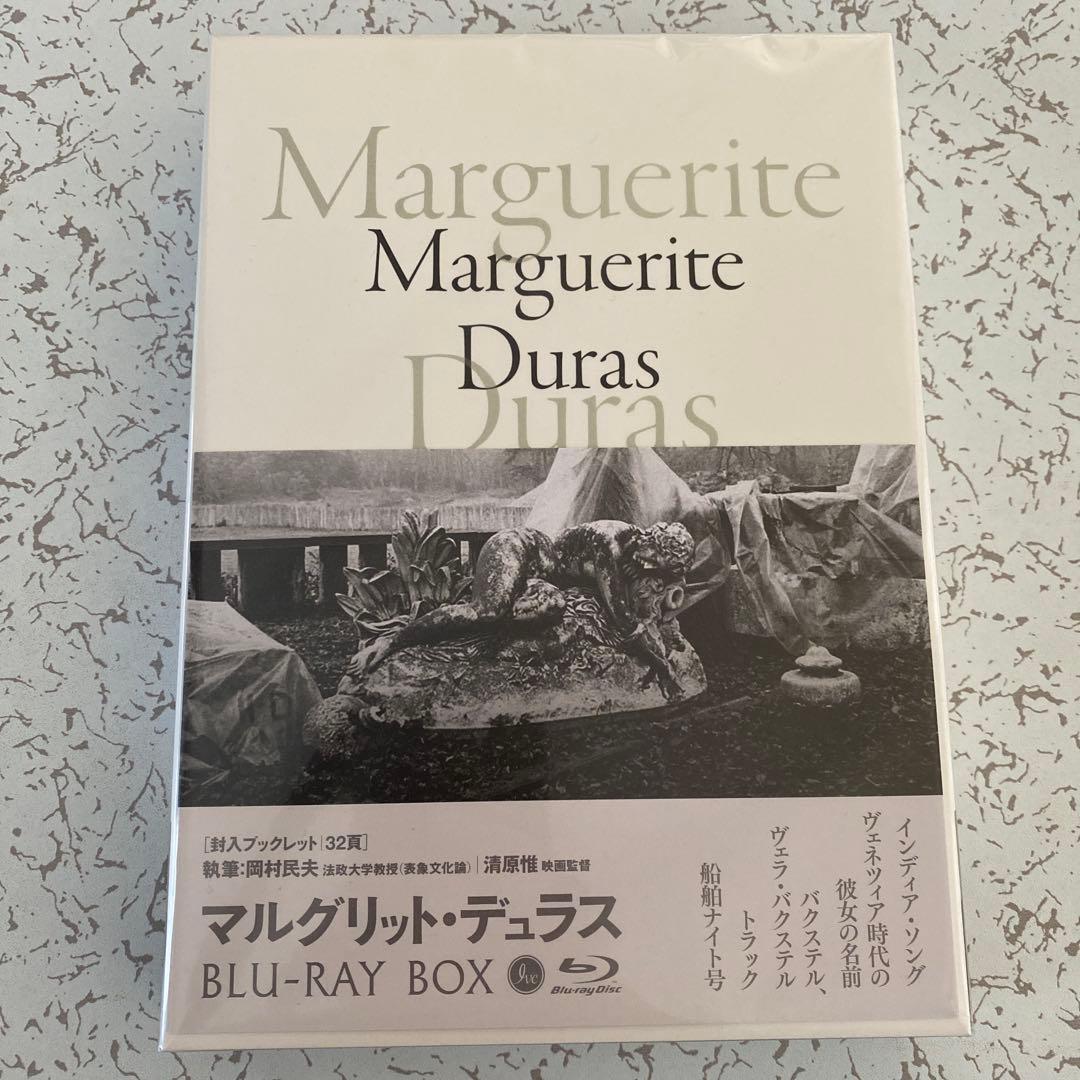 Marguerite
Marguerite
Duras
Duras
[封入ブックレット|32頁]
執筆:岡村民夫 法政大学教授(表象文化論)|清原惟 映画監督
マルグリット・デュラス
BLU-RAY BOX ivc Blu-ray Disc
インディア・ソング
ヴェネツィア時代の
彼女の名前
バクステル、
ヴェラ・バクステル
トラック
船舶ナイト号